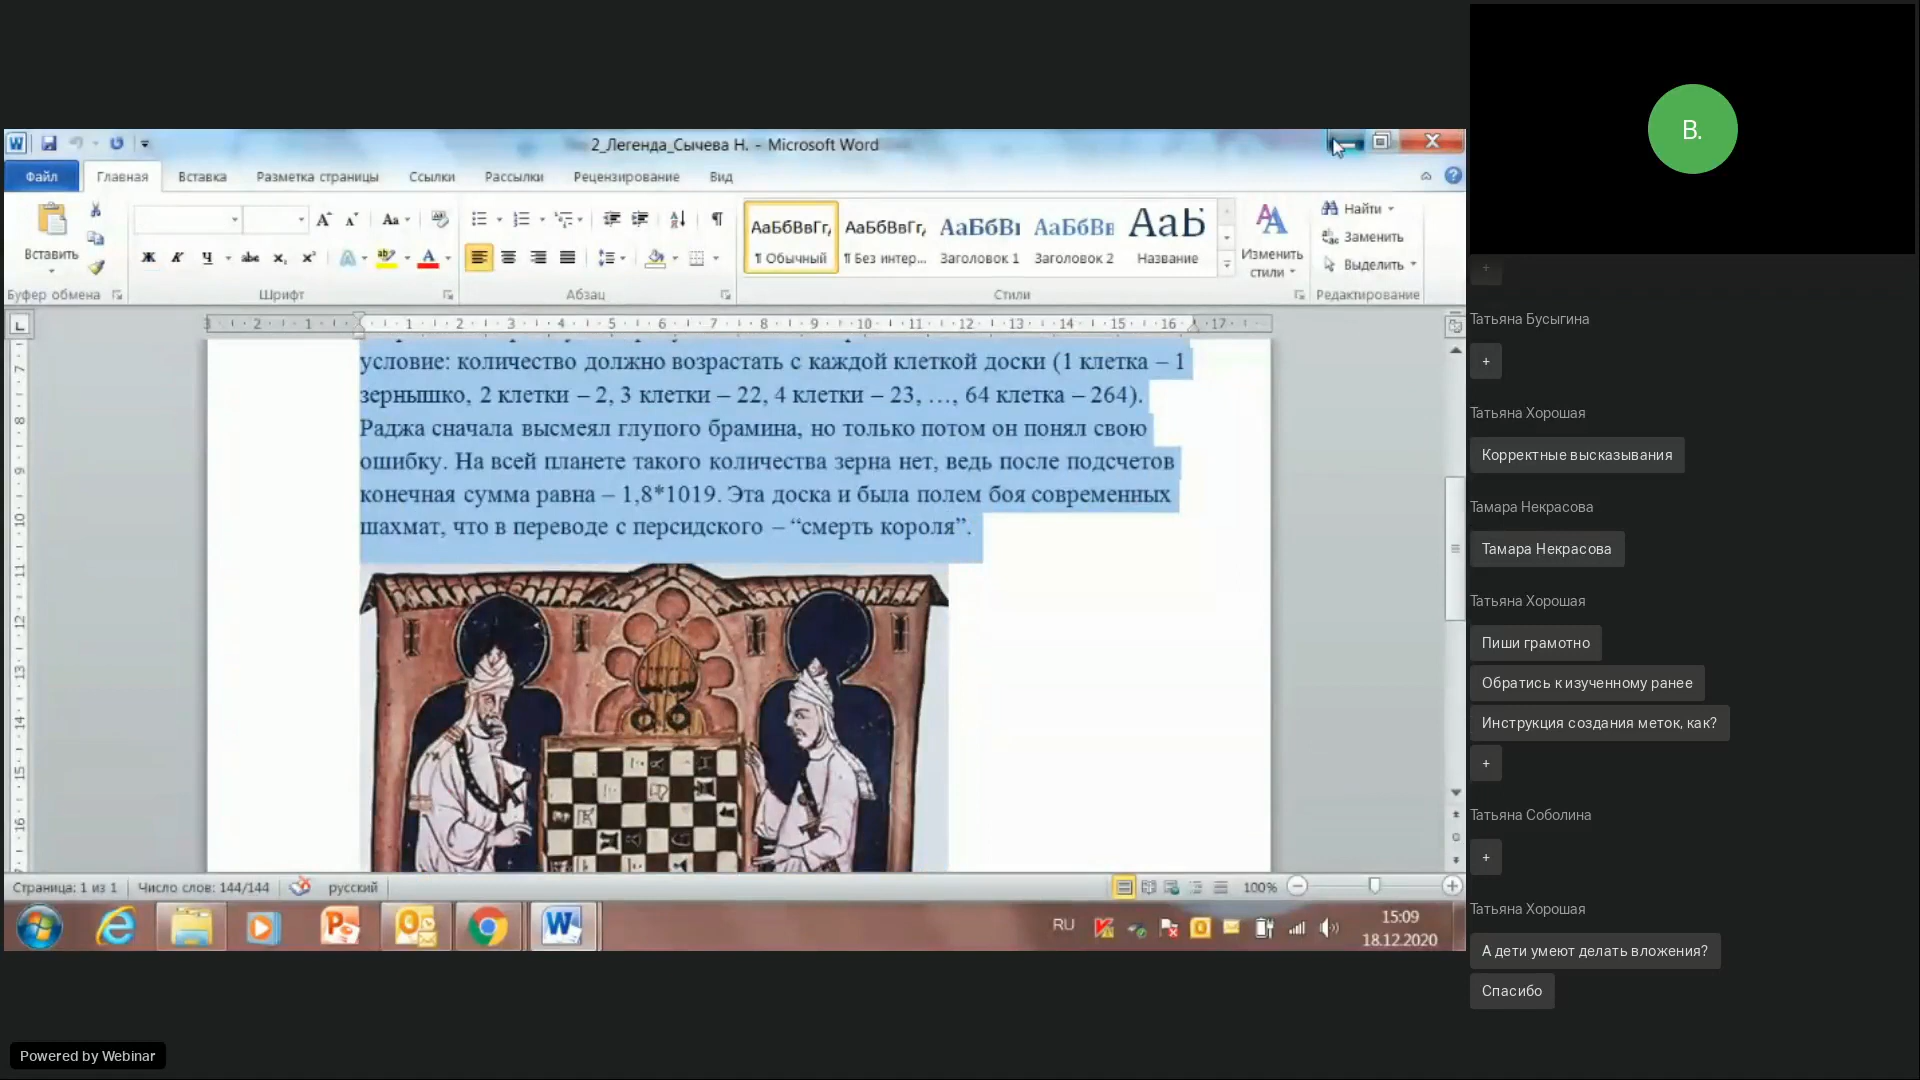 2_Легенда_Сычева Н. - Microsoft Word
Файл
Главная
Вставка
Разметка страницы
Ссылки
Рассылки
Рецензирование
Вид
Вставить
Буфер обмена
Шрифт
Абзац
АаБбВвГг, ¶ Обычный
АаБбВвГг, ¶ Без интер...
АаБбВı Заголовок 1
АаБбВв Заголовок 2
АаБ Название
Изменить стили
Стили
Найти
Заменить
Выделить
Редактирование
условие: количество должно возрастать с каждой клеткой доски (1 клетка – 1
зернышко, 2 клетки – 2, 3 клетки – 22, 4 клетки – 23, …, 64 клетка – 264).
Раджа сначала высмеял глупого брамина, но только потом он понял свою
ошибку. На всей планете такого количества зерна нет, ведь после подсчетов
конечная сумма равна – 1,8*1019. Эта доска и была полем боя современных
шахмат, что в переводе с персидского – “смерть короля”.
Страница: 1 из 1
Число слов: 144/144
русский
100%
RU
15:09
18.12.2020
В.
+
Татьяна Бусыгина
+
Татьяна Хорошая
Корректные высказывания
Тамара Некрасова
Тамара Некрасова
Татьяна Хорошая
Пиши грамотно
Обратись к изученному ранее
Инструкция создания меток, как?
+
Татьяна Соболина
+
Татьяна Хорошая
А дети умеют делать вложения?
Спасибо
Powered by Webinar